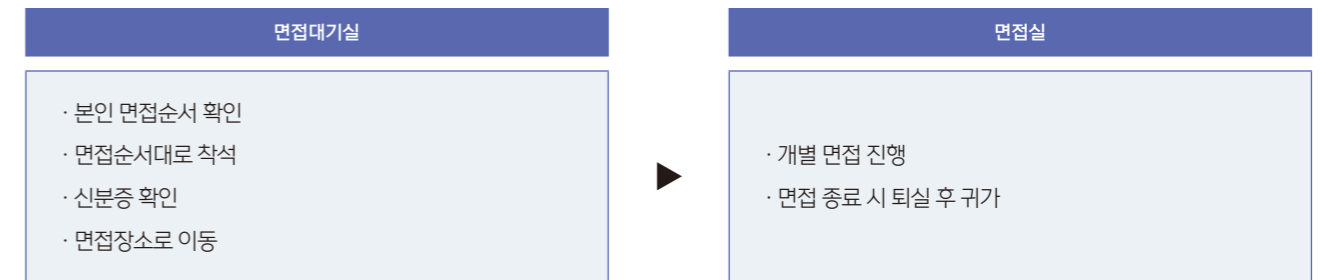 면접대기실
· 본인 면접순서 확인
· 면접순서대로 착석
· 신분증 확인
· 면접장소로 이동
▶
면접실
· 개별 면접 진행
· 면접 종료 시 퇴실 후 귀가